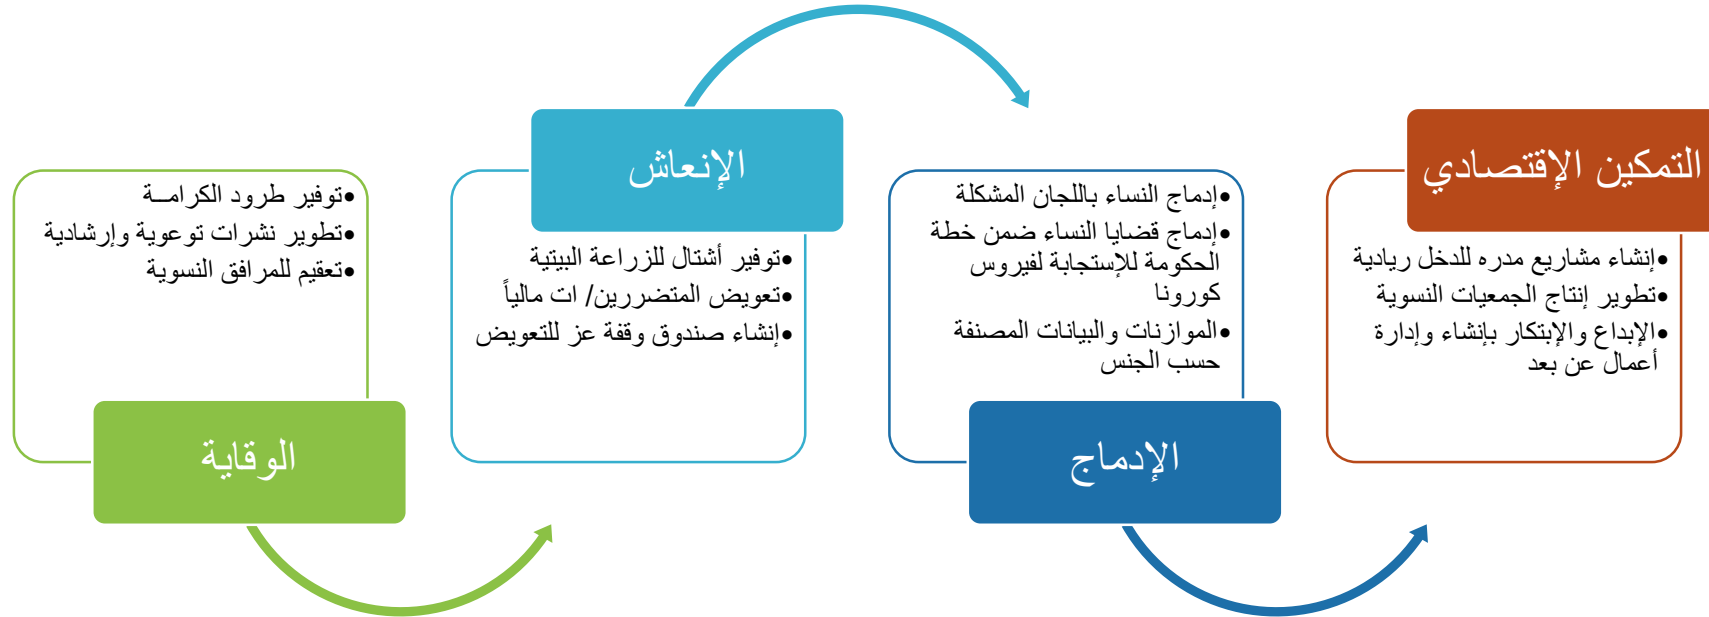 توفير طرود الكرامــة
تطوير نشرات توعوية وإرشادية
تعقيم للمرافق النسوية
الوقاية
الإنعاش
توفير أشتال للزراعة البيتية
تعويض المتضررين/ ات مالياً
إنشاء صندوق وقفة عز للتعويض
إدماج النساء باللجان المشكلة
إدماج قضايا النساء ضمن خطة
الحكومة للإستجابة لفيروس
كورونا
الموازنات والبيانات المصنفة
حسب الجنس
الإدماج
التمكين الإقتصادي
إنشاء مشاريع مدره للدخل ريادية
تطوير إنتاج الجمعيات النسوية
الإبداع والإبتكار بإنشاء وإدارة
أعمال عن بعد